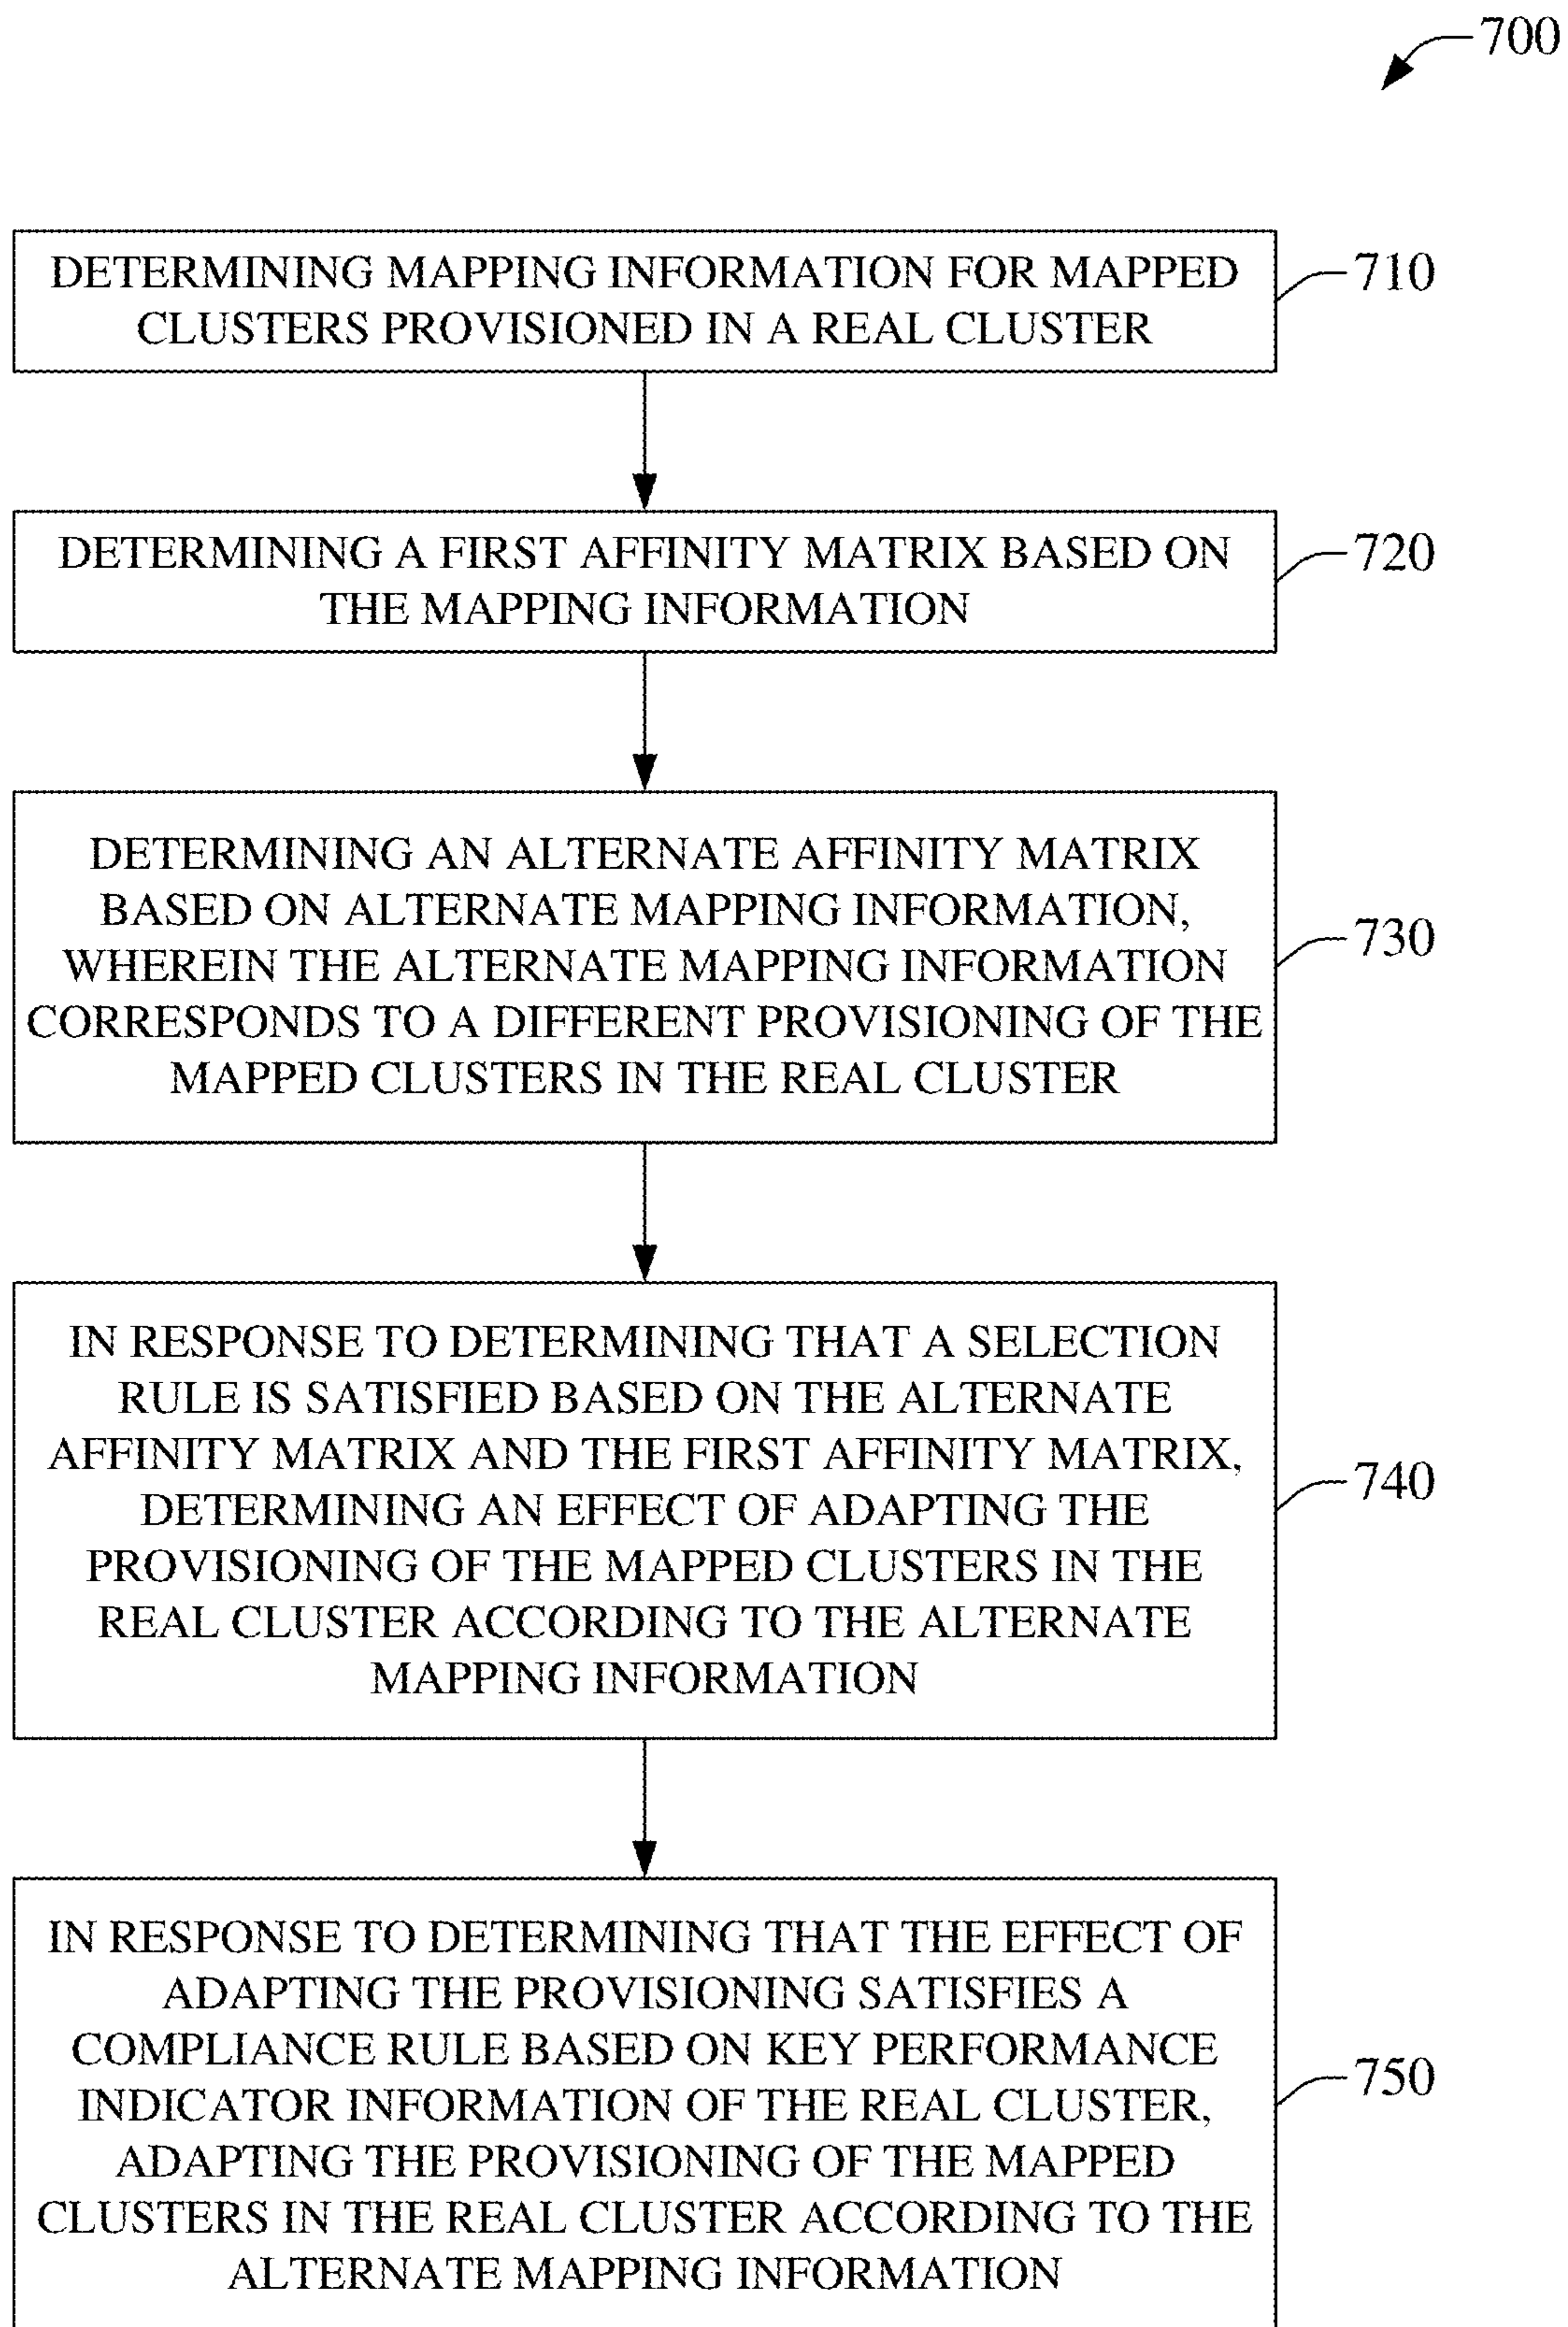 700
DETERMINING MAPPING INFORMATION FOR MAPPED
CLUSTERS PROVISIONED IN A REAL CLUSTER
710
DETERMINING A FIRST AFFINITY MATRIX BASED ON
THE MAPPING INFORMATION
720
DETERMINING AN ALTERNATE AFFINITY MATRIX
BASED ON ALTERNATE MAPPING INFORMATION,
WHEREIN THE ALTERNATE MAPPING INFORMATION
CORRESPONDS TO A DIFFERENT PROVISIONING OF THE
MAPPED CLUSTERS IN THE REAL CLUSTER
730
IN RESPONSE TO DETERMINING THAT A SELECTION
RULE IS SATISFIED BASED ON THE ALTERNATE
AFFINITY MATRIX AND THE FIRST AFFINITY MATRIX,
DETERMINING AN EFFECT OF ADAPTING THE
PROVISIONING OF THE MAPPED CLUSTERS IN THE
REAL CLUSTER ACCORDING TO THE ALTERNATE
MAPPING INFORMATION
740
IN RESPONSE TO DETERMINING THAT THE EFFECT OF
ADAPTING THE PROVISIONING SATISFIES A
COMPLIANCE RULE BASED ON KEY PERFORMANCE
INDICATOR INFORMATION OF THE REAL CLUSTER,
ADAPTING THE PROVISIONING OF THE MAPPED
CLUSTERS IN THE REAL CLUSTER ACCORDING TO THE
ALTERNATE MAPPING INFORMATION
750